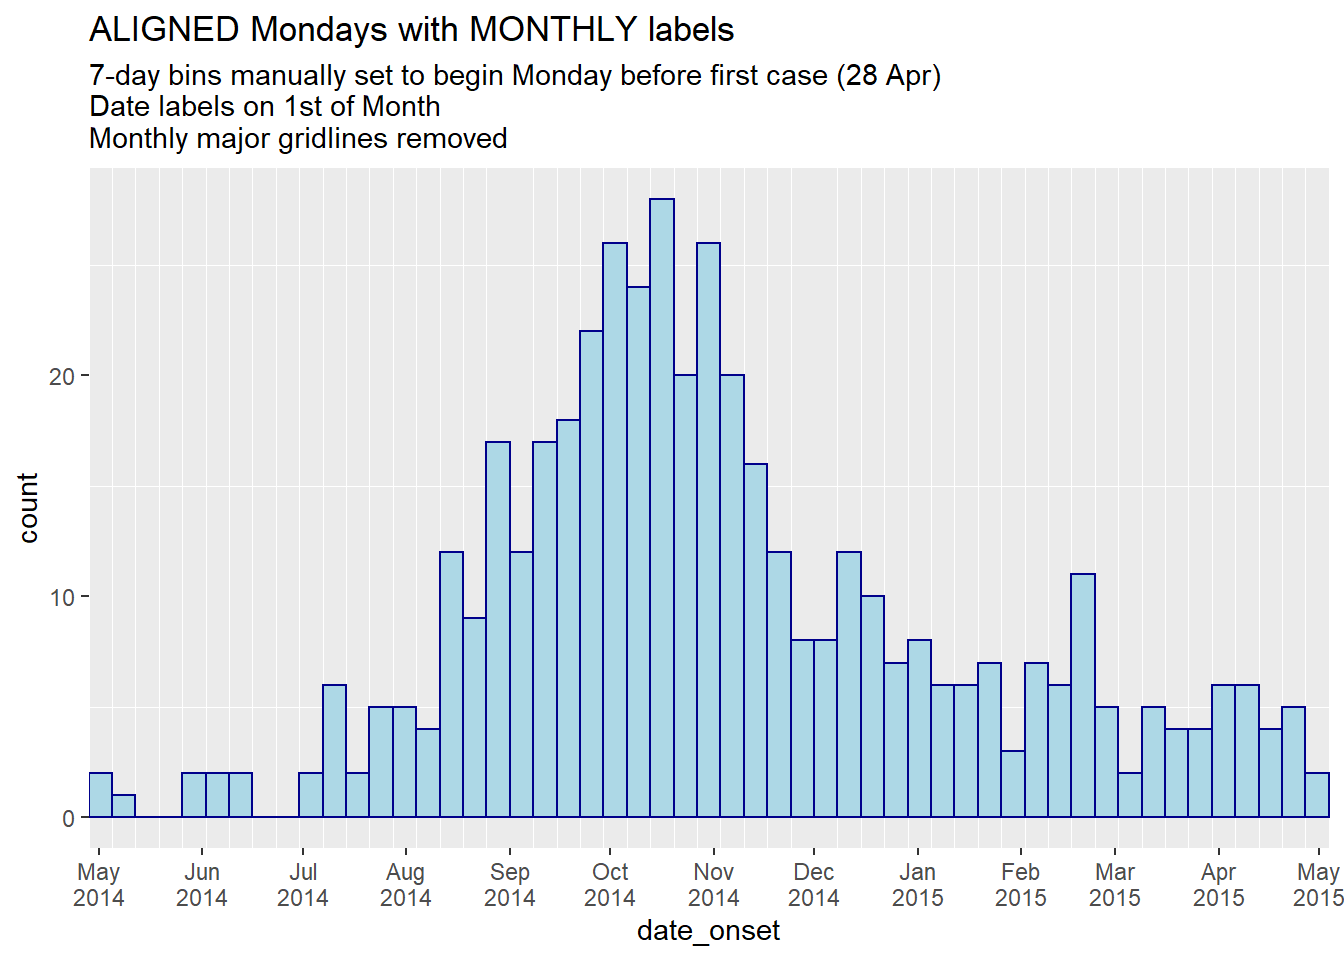 ALIGNED Mondays with MONTHLY labels
7-day bins manually set to begin Monday before first case (28 Apr)
Date labels on 1st of Month
Monthly major gridlines removed
count
20
10
0
May Jun Jul Aug Sep Oct Nov Dec Jan Feb Mar Apr May
2014 2014 2014 2014 2014 2014 2014 2014 2015 2015 2015 2015 2015
date_onset